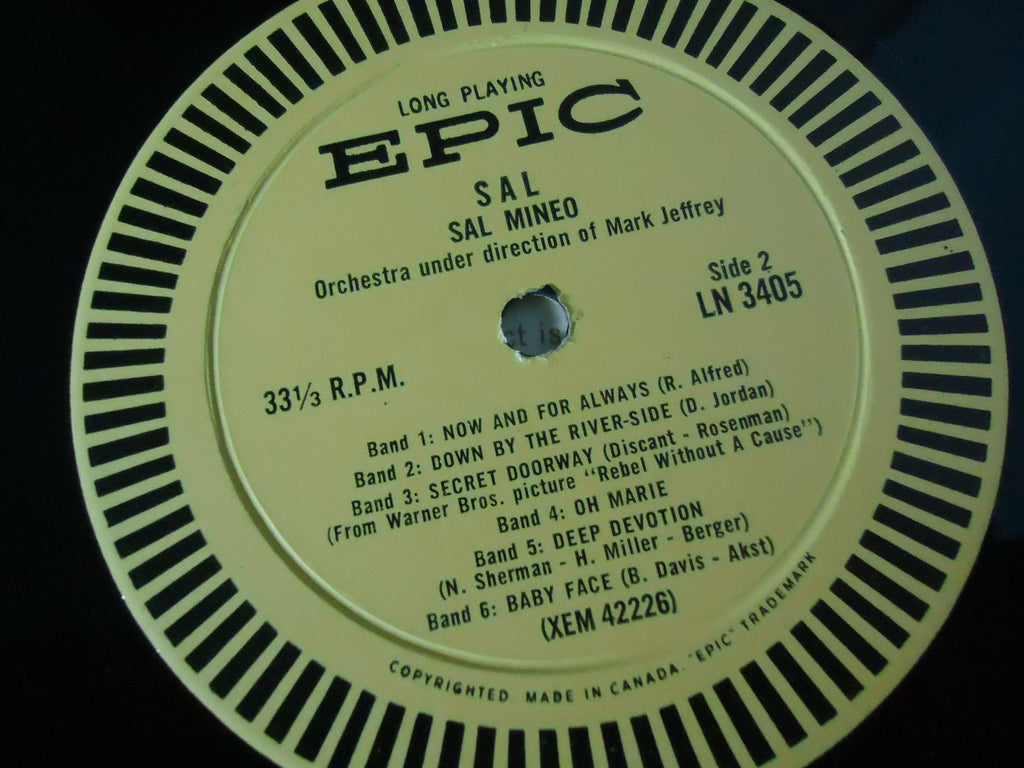 LONG PLAYING
EPIC
SAL
SAL MINEO
Orchestra under direction of Mark Jeffrey
Side 2
LN 3405
ct is
33⅓ R.P.M.
Band 1: NOW AND FOR ALWAYS (R. Alfred)
Band 2: DOWN BY THE RIVER-SIDE (D. Jordan)
Band 3: SECRET DOORWAY (Discant - Rosenman)
(From Warner Bros. picture "Rebel Without A Cause")
Band 4: OH MARIE
Band 5: DEEP DEVOTION
(N. Sherman - H. Miller - Berger)
Band 6: BABY FACE (B. Davis - Akst)
(XEM 42226)
COPYRIGHTED. MADE IN CANADA. "EPIC" TRADEMARK